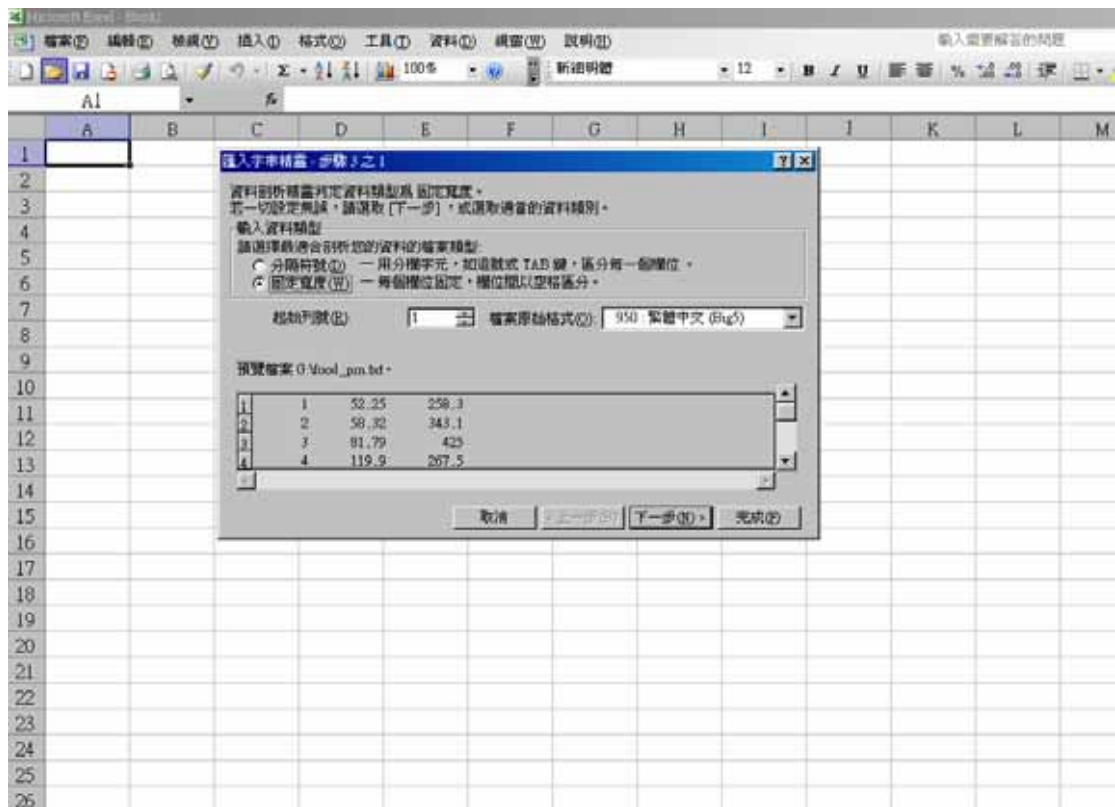 Microsoft Excel - Book1
檔案(F) 編輯(E) 檢視(V) 插入(I) 格式(O) 工具(T) 資料(D) 視窗(W) 說明(H) 輸入需要解答的問題
Σ 100% 新細明體 12 B I U %
A1 fx
A B C D E F G H I J K L M
1
2
3
4
5
6
7
8
9
10
11
12
13
14
15
16
17
18
19
20
21
22
23
24
25
26
匯入字串精靈 - 步驟 3 之 1
資料剖析精靈判定資料類型為 固定寬度。
若一切設定無誤，請選取 [下一步]，或選取適當的資料類別。
輸入資料類型
請選擇最適合剖析您的資料的檔案類型:
分隔符號(D) — 用分欄字元，如逗號或 TAB 鍵，區分每一個欄位。
固定寬度(W) — 每個欄位固定，欄位間以空格區分。
起始列號(R) 1 檔案原始格式(O): 950 : 繁體中文 (Big5)
預覽檔案
1 1 52.25 258.3
2 2 58.32 343.1
3 3 81.79 425
4 4 119.9 267.5
取消 < 上一步(B) 下一步(N) > 完成(F)